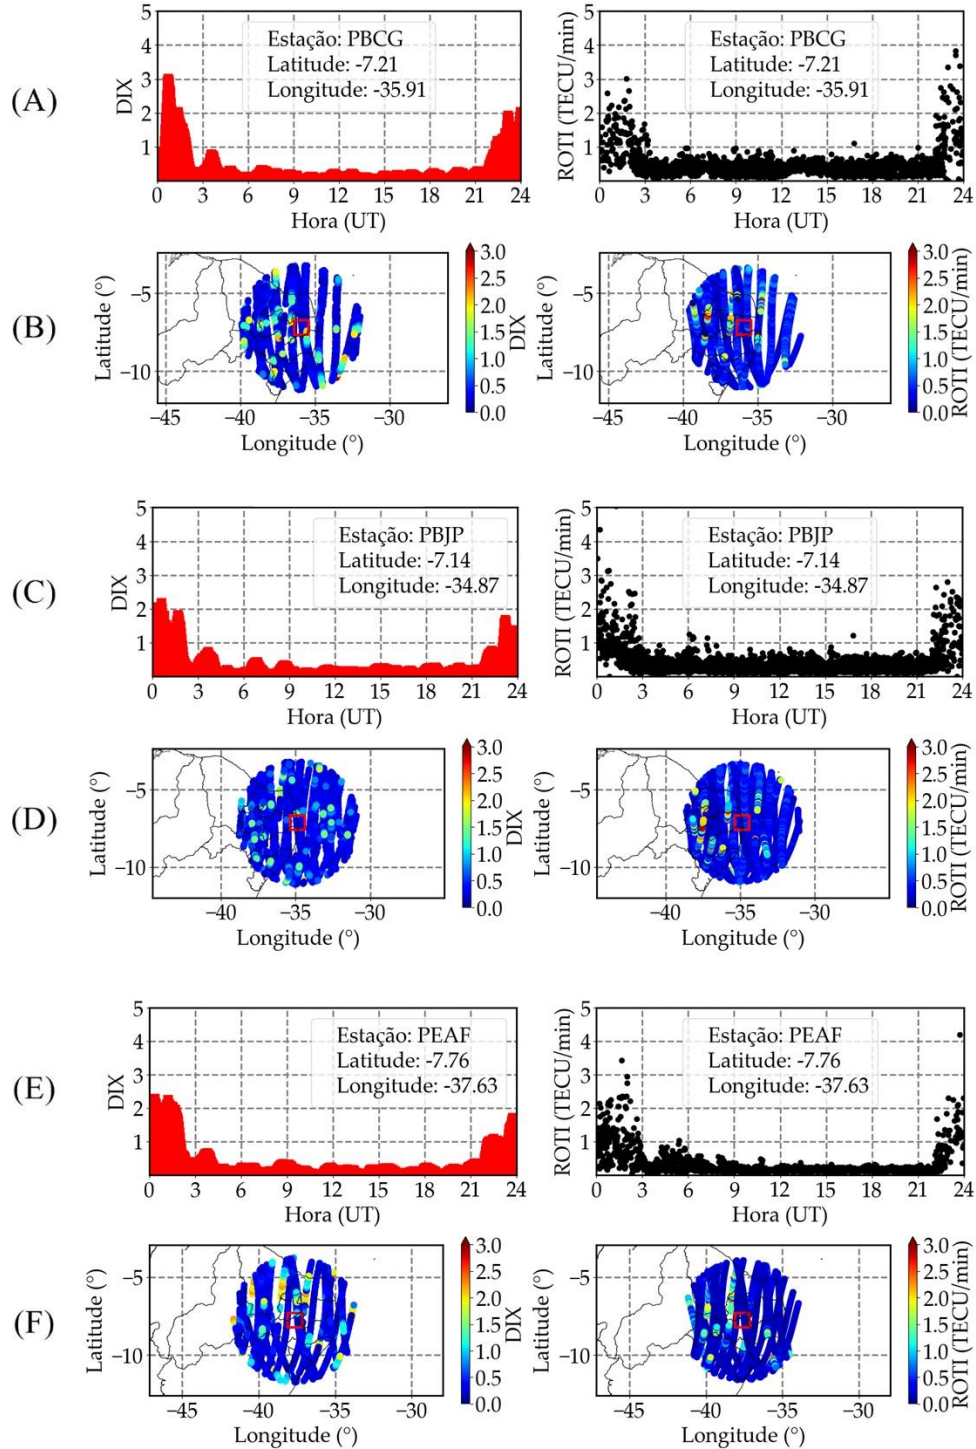 (A)
5
4
3
2
1
DIX
Estação: PBCG
Latitude: -7.21
Longitude: -35.91
0 3 6 9 12 15 18 21 24
Hora (UT)
5
4
3
2
1
ROTI (TECU/min)
Estação: PBCG
Latitude: -7.21
Longitude: -35.91
0 3 6 9 12 15 18 21 24
Hora (UT)
(B)
Latitude (°)
−5
−10
−45 −40 −35 −30
Longitude (°)
3.0
2.5
2.0
1.5
1.0
0.5
0.0
DIX
Latitude (°)
−5
−10
−45 −40 −35 −30
Longitude (°)
3.0
2.5
2.0
1.5
1.0
0.5
0.0
ROTI (TECU/min)
(C)
5
4
3
2
1
DIX
Estação: PBJP
Latitude: -7.14
Longitude: -34.87
0 3 6 9 12 15 18 21 24
Hora (UT)
5
4
3
2
1
ROTI (TECU/min)
Estação: PBJP
Latitude: -7.14
Longitude: -34.87
0 3 6 9 12 15 18 21 24
Hora (UT)
(D)
Latitude (°)
−5
−10
−40 −35 −30
Longitude (°)
3.0
2.5
2.0
1.5
1.0
0.5
0.0
DIX
Latitude (°)
−5
−10
−40 −35 −30
Longitude (°)
3.0
2.5
2.0
1.5
1.0
0.5
0.0
ROTI (TECU/min)
(E)
5
4
3
2
1
DIX
Estação: PEAF
Latitude: -7.76
Longitude: -37.63
0 3 6 9 12 15 18 21 24
Hora (UT)
5
4
3
2
1
ROTI (TECU/min)
Estação: PEAF
Latitude: -7.76
Longitude: -37.63
0 3 6 9 12 15 18 21 24
Hora (UT)
(F)
Latitude (°)
−5
−10
−45 −40 −35 −30
Longitude (°)
3.0
2.5
2.0
1.5
1.0
0.5
0.0
DIX
Latitude (°)
−5
−10
−45 −40 −35 −30
Longitude (°)
3.0
2.5
2.0
1.5
1.0
0.5
0.0
ROTI (TECU/min)